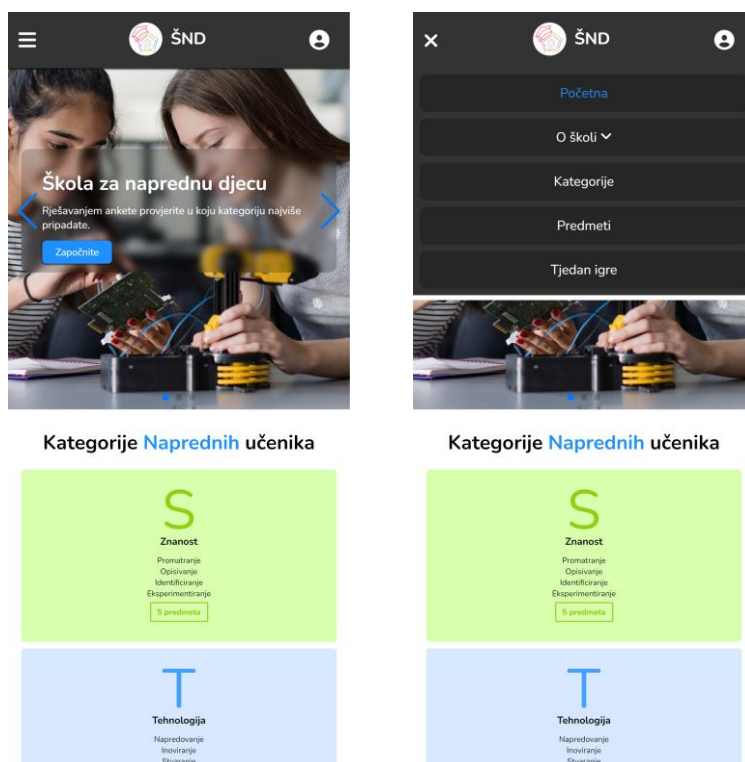 ŠND
Škola za naprednu djecu
Rješavanjem ankete provjerite u koju kategoriju najviše
pripadate.
Započnite
Kategorije Naprednih učenika
S
Znanost
Promatranje
Opisivanje
Identificiranje
Eksperimentiranje
5 predmeta
T
Tehnologija
Napredovanje
Inoviranje
Stvaranje
ŠND
Početna
O školi
Kategorije
Predmeti
Tjedan igre
Kategorije Naprednih učenika
S
Znanost
Promatranje
Opisivanje
Identificiranje
Eksperimentiranje
5 predmeta
T
Tehnologija
Napredovanje
Inoviranje
Stvaranje